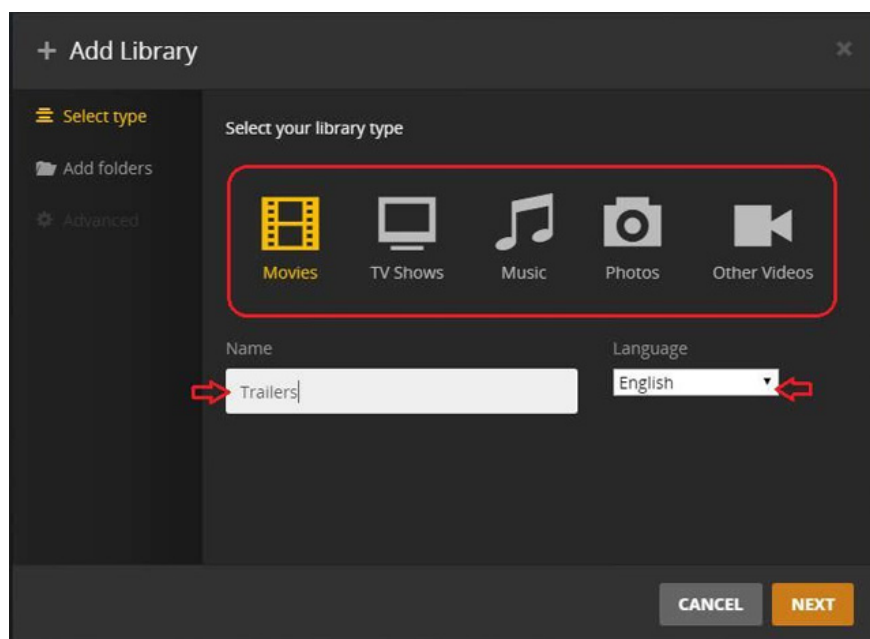 + Add Library
Select type
Add folders
Advanced
Select your library type
Movies TV Shows Music Photos Other Videos
Name Language
Trailers English
CANCEL NEXT